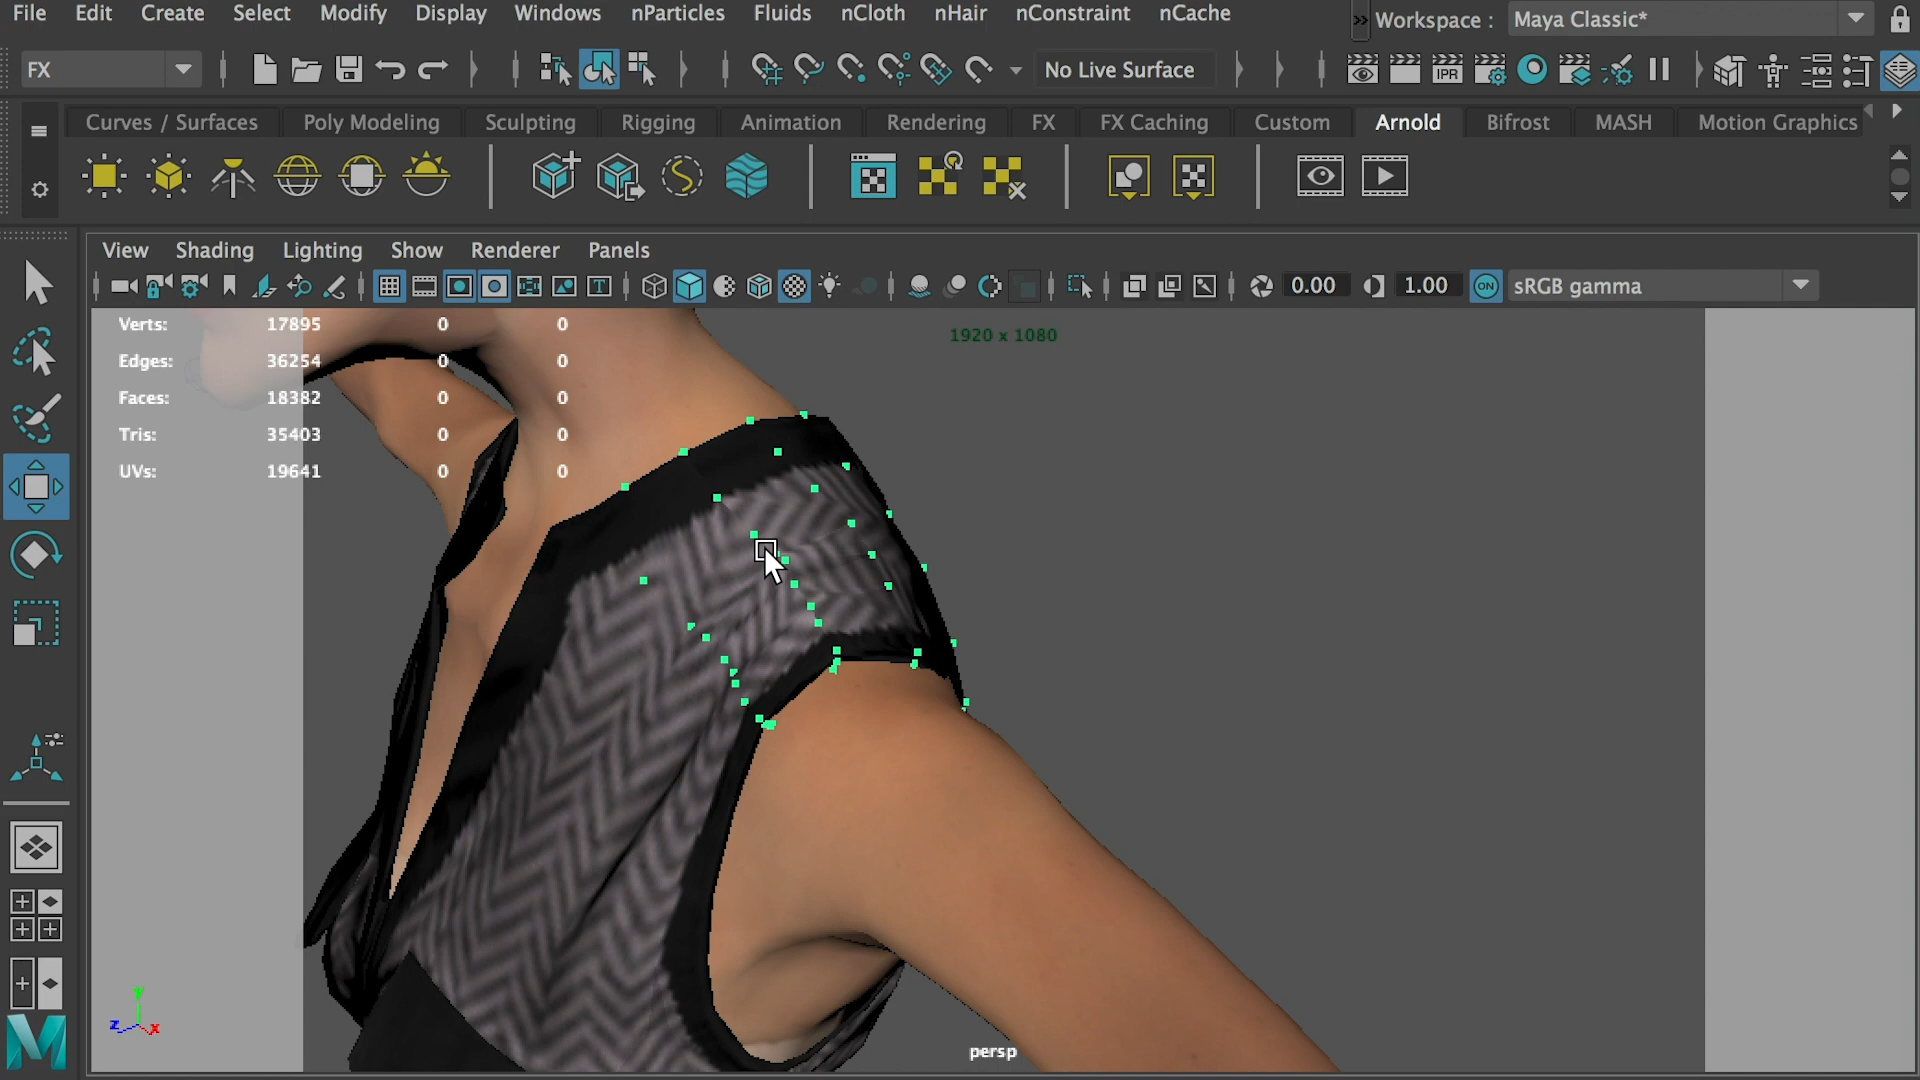 File Edit Create Select Modify Display Windows nParticles Fluids nCloth nHair nConstraint nCache Workspace : Maya Classic*
FX No Live Surface IPR
Curves / Surfaces Poly Modeling Sculpting Rigging Animation Rendering FX FX Caching Custom Arnold Bifrost MASH Motion Graphics
View Shading Lighting Show Renderer Panels
T 0.00 1.00 ON sRGB gamma
Verts: 17895 0 0
1920 x 1080
Edges: 36254 0 0
Faces: 18382 0 0
Tris: 35403 0 0
UVs: 19641 0 0
Y
Z X
persp
M